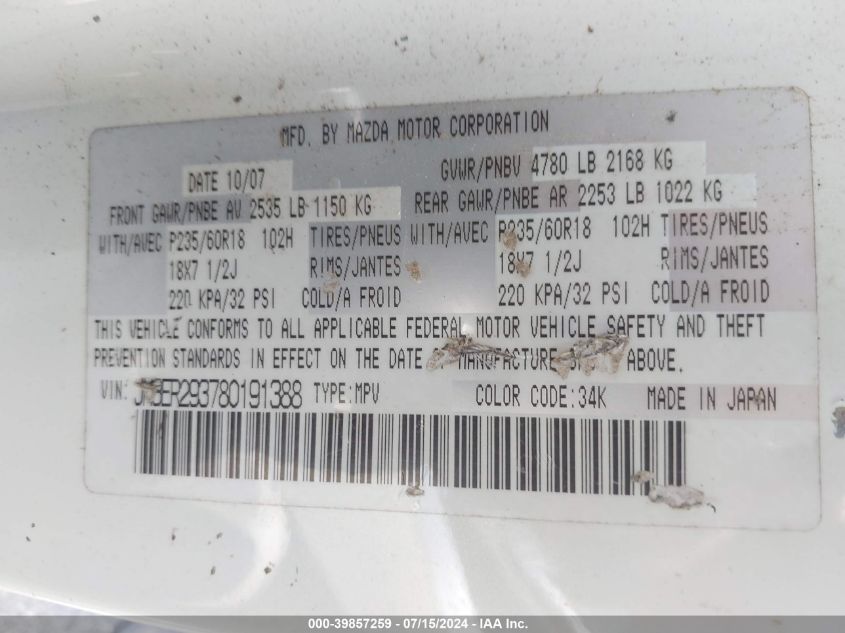 MFD. BY MAZDA MOTOR CORPORATION
DATE 10/07 GVWR/PNBV 4780 LB 2168 KG
FRONT GAWR/PNBE AV 2535 LB 1150 KG REAR GAWR/PNBE AR 2253 LB 1022 KG
WITH/AVEC P235/60R18 102H TIRES/PNEUS WITH/AVEC P235/60R18 102H TIRES/PNEUS
18X7 1/2J RIMS/JANTES 18X7 1/2J RIMS/JANTES
220 KPA/32 PSI COLD/A FROID 220 KPA/32 PSI COLD/A FROID
THIS VEHICLE CONFORMS TO ALL APPLICABLE FEDERAL MOTOR VEHICLE SAFETY AND THEFT
PREVENTION STANDARDS IN EFFECT ON THE DATE MANUFACTURE ABOVE.
VIN: JM3ER293780191388 TYPE:MPV COLOR CODE:34K MADE IN JAPAN
000-39857259 - 07/15/2024 - IAA Inc.